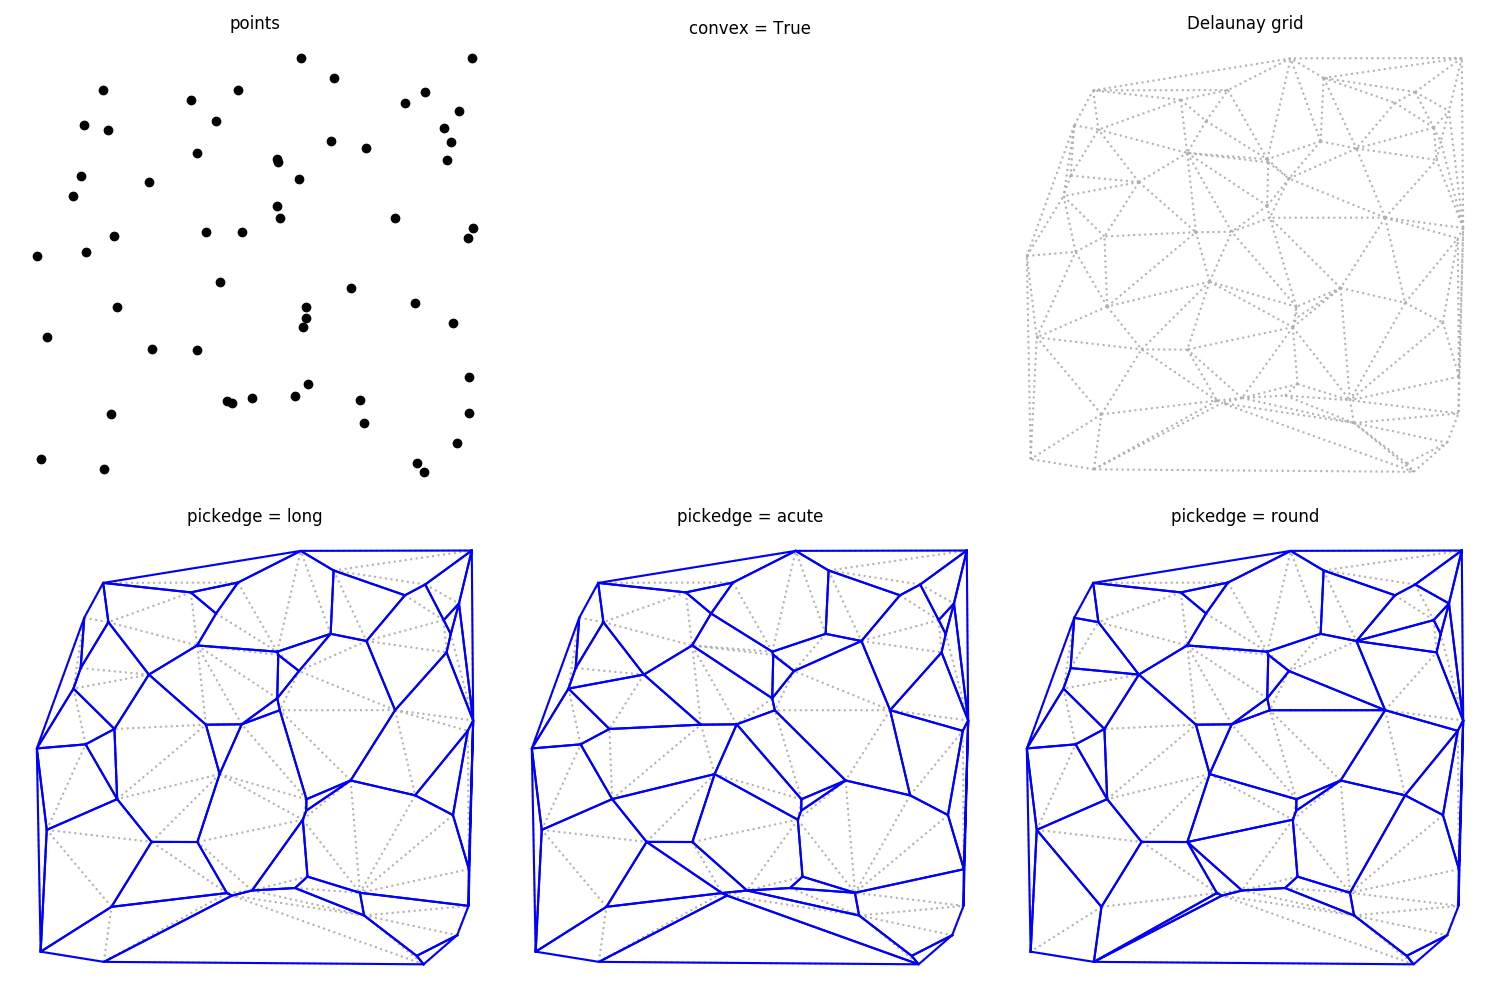 points
convex = True
Delaunay grid
pickedge = long
pickedge = acute
pickedge = round